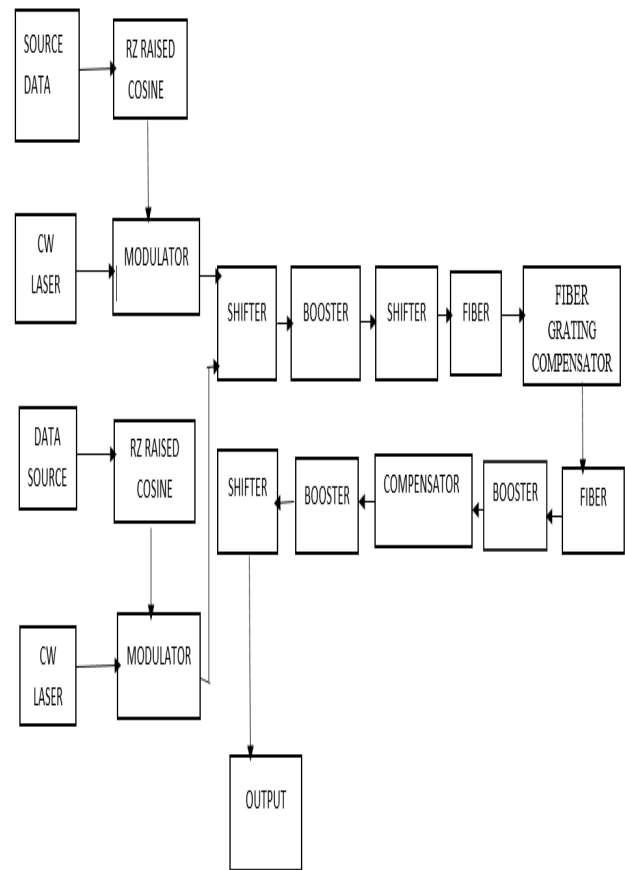 SOURCE
DATA
RZ RAISED
COSINE
CW
LASER
MODULATOR
SHIFTER
BOOSTER
SHIFTER
FIBER
FIBER
GRATING
COMPENSATOR
DATA
SOURCE
RZ RAISED
COSINE
SHIFTER
BOOSTER
COMPENSATOR
BOOSTER
FIBER
CW
LASER
MODULATOR
OUTPUT